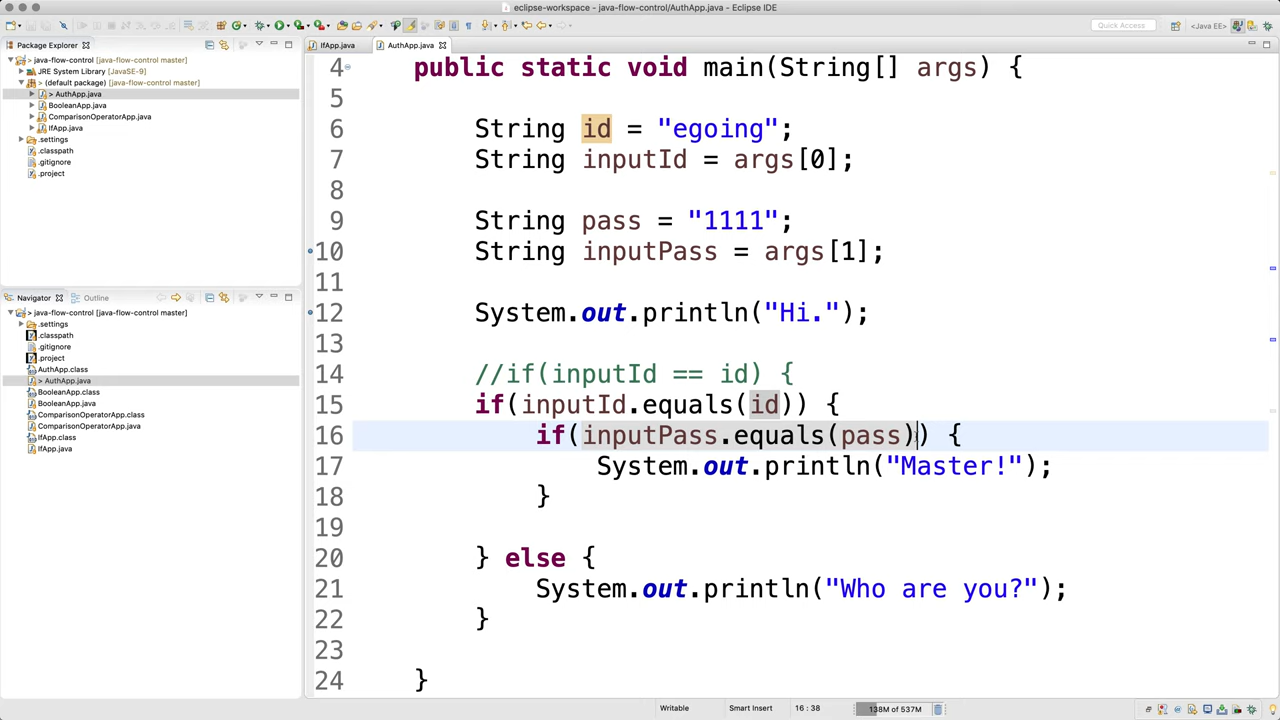 eclipse-workspace - java-flow-control/AuthApp.java - Eclipse IDE
Quick Access
<Java EE>
Package Explorer
java-flow-control [java-flow-control master]
JRE System Library [JavaSE-9]
> (default package) [java-flow-control master]
> AuthApp.java
BooleanApp.java
ComparisonOperatorApp.java
IfApp.java
.settings
.classpath
.gitignore
.project
Navigator
Outline
> java-flow-control [java-flow-control master]
.settings
.classpath
.gitignore
.project
AuthApp.class
> AuthApp.java
BooleanApp.class
BooleanApp.java
ComparisonOperatorApp.class
ComparisonOperatorApp.java
IfApp.class
IfApp.java
IfApp.java
AuthApp.java
4 public static void main(String[] args) {
5
6 String id = "egoing";
7 String inputId = args[0];
8
9 String pass = "1111";
10 String inputPass = args[1];
11
12 System.out.println("Hi.");
13
14 //if(inputId == id) {
15 if(inputId.equals(id)) {
16 if(inputPass.equals(pass)) {
17 System.out.println("Master!");
18 }
19
20 } else {
21 System.out.println("Who are you?");
22 }
23
24 }
Writable
Smart Insert
16 : 38
138M of 537M